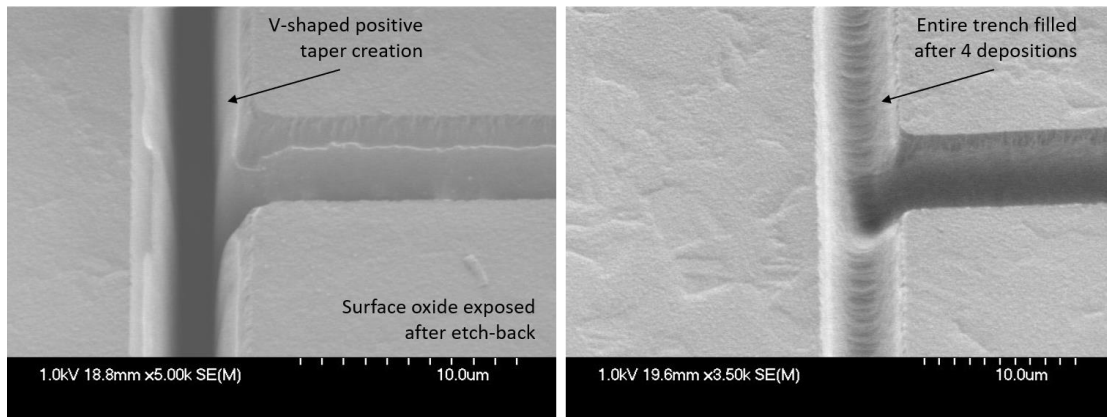 V-shaped positive
taper creation
Surface oxide exposed
after etch-back
1.0kV 18.8mm x5.00k SE(M)
10.0um
Entire trench filled
after 4 depositions
1.0kV 19.6mm x3.50k SE(M)
10.0um